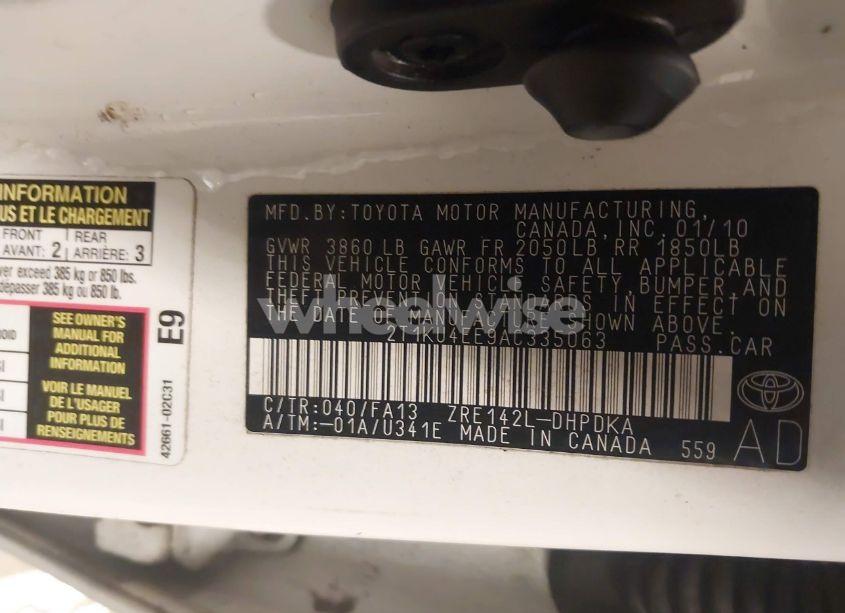 INFORMATION
US ET LE CHARGEMENT
FRONT
AVANT: 2
REAR
ARRIÈRE: 3
ver exceed 385 kg or 850 lbs.
dépasser 385 kg ou 850 lb.
SEE OWNER'S
MANUAL FOR
ADDITIONAL
INFORMATION
VOIR LE MANUEL
DE L'USAGER
POUR PLUS DE
RENSEIGNEMENTS
E9
42661-02C31
MFD. BY: TOYOTA MOTOR MANUFACTURING,
CANADA, INC. 01/10
GVWR 3860 LB GAWR FR 2050LB RR 1850LB
THIS VEHICLE CONFORMS TO ALL APPLICABLE
FEDERAL MOTOR VEHICLE SAFETY, BUMPER, AND
THEFT PREVENTION STANDARDS IN EFFECT ON
THE DATE OF MANUFACTURE SHOWN ABOVE.
2T1KU4EE9AC335063 PASS. CAR
C/TR: 040/FA13 ZRE142L-DHPDKA
A/TM: -01A/U341E MADE IN CANADA 559
AD
wheelwise